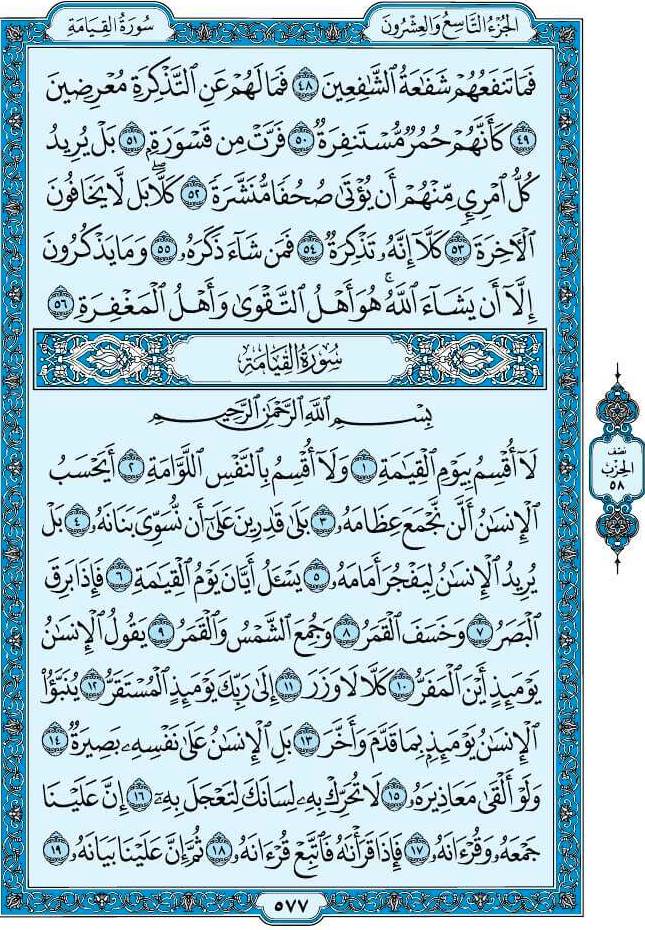 الجزء التاسع والعشرون
سورة القيامة
فَمَا تَنفَعُهُمْ شَفَٰعَةُ ٱلشَّٰفِعِينَ ٤٨ فَمَا لَهُمْ عَنِ ٱلتَّذْكِرَةِ مُعْرِضِينَ
٤٩ كَأَنَّهُمْ حُمُرٌ مُّسْتَنفِرَةٌ ٥٠ فَرَّتْ مِن قَسْوَرَةٍۭ ٥١ بَلْ يُرِيدُ
كُلُّ ٱمْرِئٍ مِّنْهُمْ أَن يُؤْتَىٰ صُحُفًا مُّنَشَّرَةً ٥٢ كَلَّاۖ بَل لَّا يَخَافُونَ
ٱلْءَاخِرَةَ ٥٣ كَلَّآ إِنَّهُۥ تَذْكِرَةٌ ٥٤ فَمَن شَآءَ ذَكَرَهُۥ ٥٥ وَمَا يَذْكُرُونَ
إِلَّآ أَن يَشَآءَ ٱللَّهُۚ هُوَ أَهْلُ ٱلتَّقْوَىٰ وَأَهْلُ ٱلْمَغْفِرَةِ ٥٦
سُورَةُ القِيَامَةِ
بِسْمِ ٱللَّهِ ٱلرَّحْمَٰنِ ٱلرَّحِيمِ
لَآ أُقْسِمُ بِيَوْمِ ٱلْقِيَٰمَةِ ١ وَلَآ أُقْسِمُ بِٱلنَّفْسِ ٱللَّوَّامَةِ ٢ أَيَحْسَبُ
ٱلْإِنسَٰنُ أَلَّن نَّجْمَعَ عِظَامَهُۥ ٣ بَلَىٰ قَٰدِرِينَ عَلَىٰٓ أَن نُّسَوِّىَ بَنَانَهُۥ ٤ بَلْ
يُرِيدُ ٱلْإِنسَٰنُ لِيَفْجُرَ أَمَامَهُۥ ٥ يَسْـَٔلُ أَيَّانَ يَوْمُ ٱلْقِيَٰمَةِ ٦ فَإِذَا بَرِقَ
ٱلْبَصَرُ ٧ وَخَسَفَ ٱلْقَمَرُ ٨ وَجُمِعَ ٱلشَّمْسُ وَٱلْقَمَرُ ٩ يَقُولُ ٱلْإِنسَٰنُ
يَوْمَئِذٍ أَيْنَ ٱلْمَفَرُّ ١٠ كَلَّا لَا وَزَرَ ١١ إِلَىٰ رَبِّكَ يَوْمَئِذٍ ٱلْمُسْتَقَرُّ ١٢ يُنَبَّؤُا۟
ٱلْإِنسَٰنُ يَوْمَئِذٍۭ بِمَا قَدَّمَ وَأَخَّرَ ١٣ بَلِ ٱلْإِنسَٰنُ عَلَىٰ نَفْسِهِۦ بَصِيرَةٌ ١٤
وَلَوْ أَلْقَىٰ مَعَاذِيرَهُۥ ١٥ لَا تُحَرِّكْ بِهِۦ لِسَانَكَ لِتَعْجَلَ بِهِۦٓ ١٦ إِنَّ عَلَيْنَا
جَمْعَهُۥ وَقُرْءَانَهُۥ ١٧ فَإِذَا قَرَأْنَٰهُ فَٱتَّبِعْ قُرْءَانَهُۥ ١٨ ثُمَّ إِنَّ عَلَيْنَا بَيَانَهُۥ ١٩
نصف
الحزب
٥٨
٥٧٧